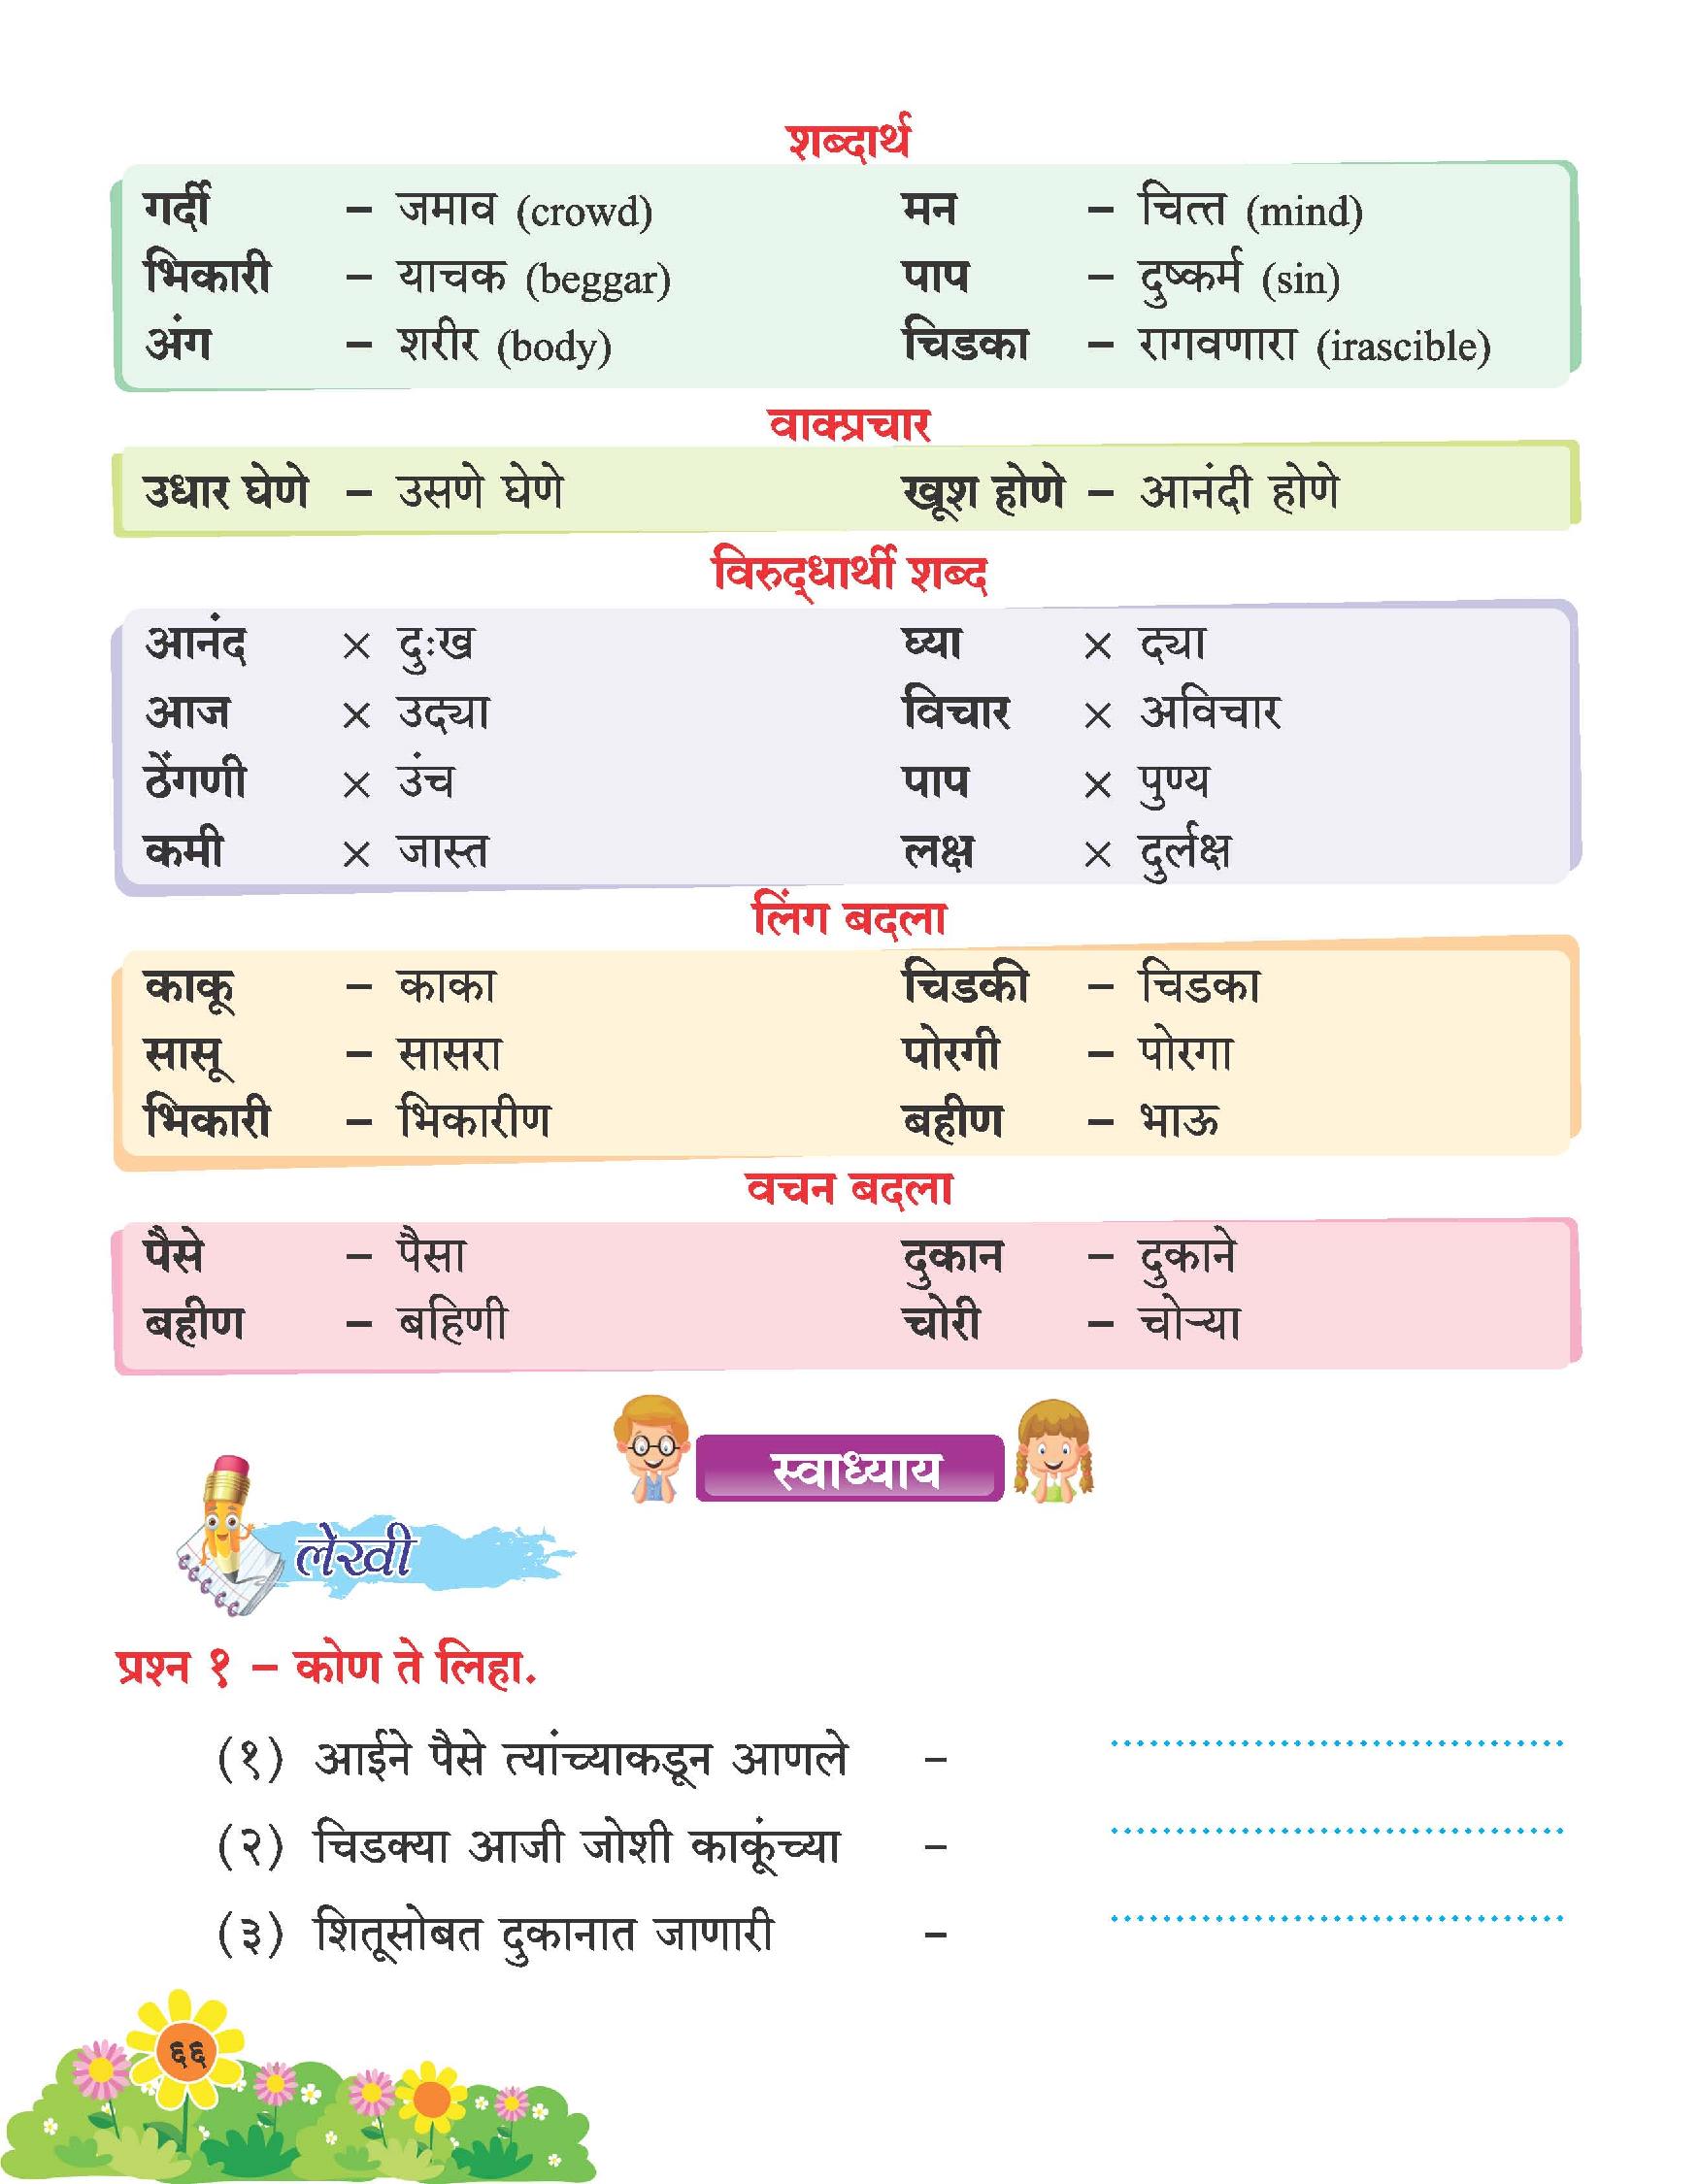 शब्दार्थ
गर्दी – जमाव (crowd) मन – चित्त (mind)
भिकारी – याचक (beggar) पाप – दुष्कर्म (sin)
अंग – शरीर (body) चिडका – रागवणारा (irascible)
वाक्प्रचार
उधार घेणे – उसणे घेणे खूश होणे – आनंदी होणे
विरुद्धार्थी शब्द
आनंद × दुःख घ्या × द्या
आज × उद्या विचार × अविचार
ठेंगणी × उंच पाप × पुण्य
कमी × जास्त लक्ष × दुर्लक्ष
लिंग बदला
काकू – काका चिडकी – चिडका
सासू – सासरा पोरगी – पोरगा
भिकारी – भिकारीण बहीण – भाऊ
वचन बदला
पैसे – पैसा दुकान – दुकाने
बहीण – बहिणी चोरी – चोऱ्या
स्वाध्याय
लेखी
प्रश्न १ – कोण ते लिहा.
(१) आईने पैसे त्यांच्याकडून आणले –
(२) चिडक्या आजी जोशी काकूंच्या –
(३) शितूसोबत दुकानात जाणारी –
६६